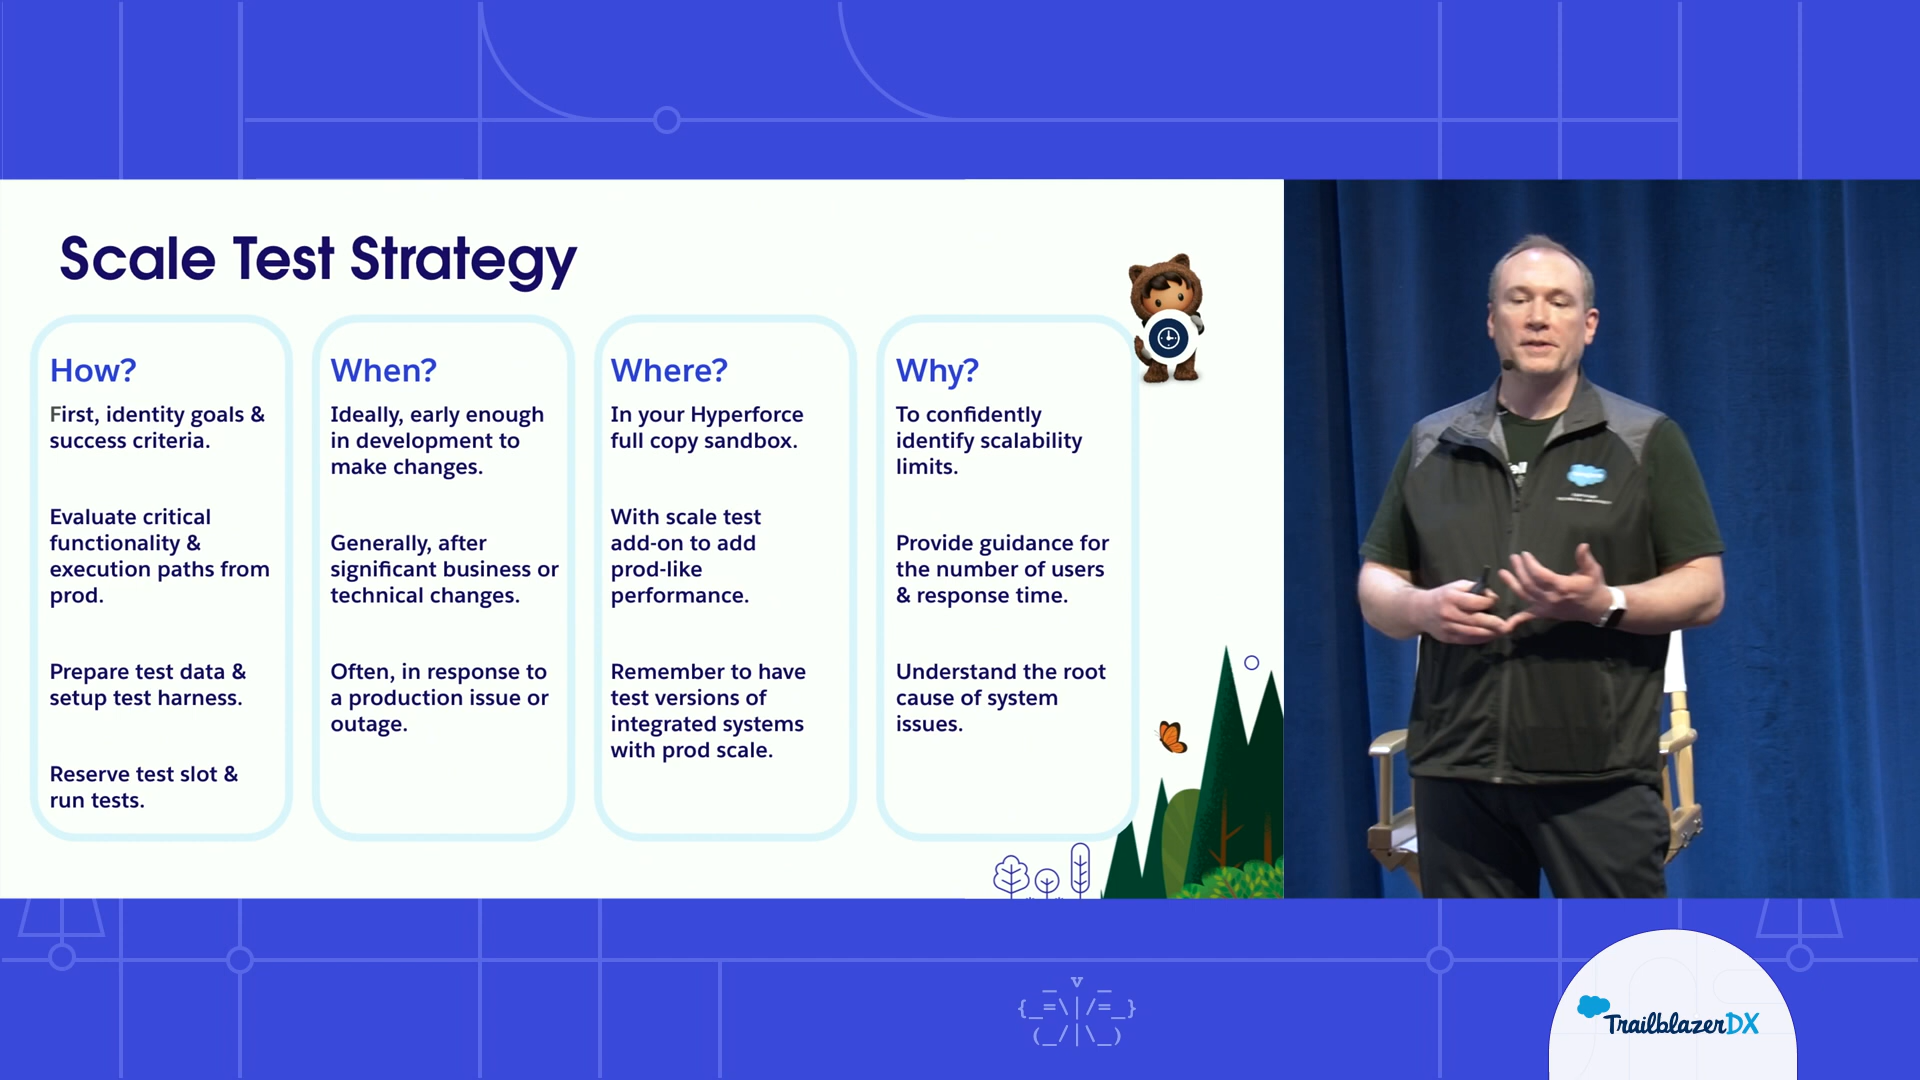 Scale Test Strategy
How?
First, identity goals &
success criteria.
Evaluate critical
functionality &
execution paths from
prod.
Prepare test data &
setup test harness.
Reserve test slot &
run tests.
When?
Ideally, early enough
in development to
make changes.
Generally, after
significant business or
technical changes.
Often, in response to
a production issue or
outage.
Where?
In your Hyperforce
full copy sandbox.
With scale test
add-on to add
prod-like
performance.
Remember to have
test versions of
integrated systems
with prod scale.
Why?
To confidently
identify scalability
limits.
Provide guidance for
the number of users
& response time.
Understand the root
cause of system
issues.
TrailblazerDX